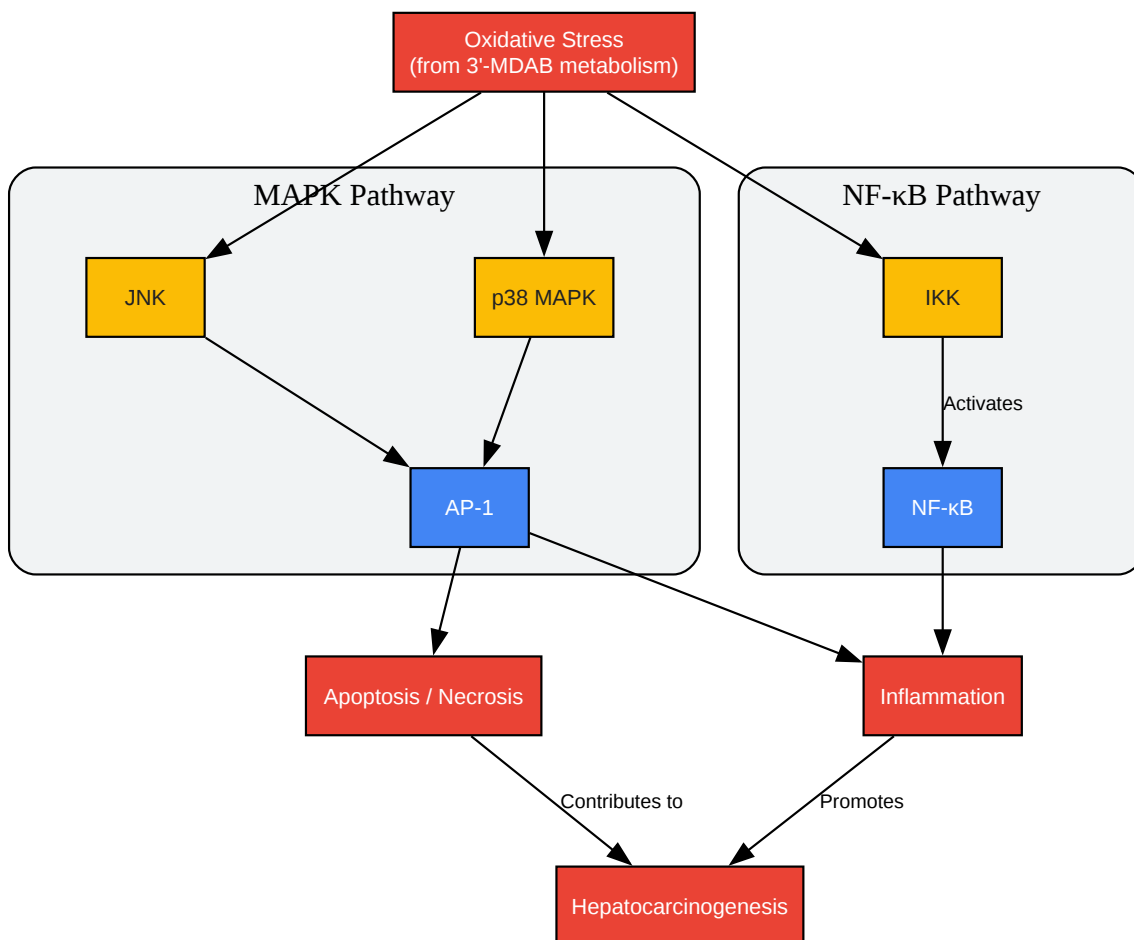 Oxidative Stress
(from 3'-MDAB metabolism)
MAPK Pathway
NF-κB Pathway
JNK
p38 MAPK
IKK
Activates
AP-1
NF-κB
Apoptosis / Necrosis
Inflammation
Contributes to
Promotes
Hepatocarcinogenesis